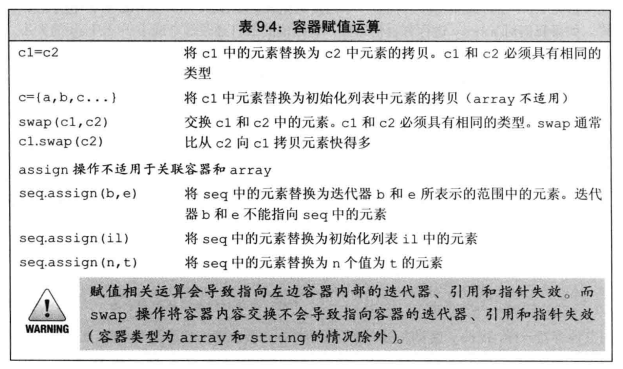 表 9.4：容器赋值运算
c1=c2 将 c1 中的元素替换为 c2 中元素的拷贝。c1 和 c2 必须具有相同的
类型
c={a,b,c...} 将 c1 中元素替换为初始化列表中元素的拷贝（array 不适用）
swap(c1,c2) 交换 c1 和 c2 中的元素。c1 和 c2 必须具有相同的类型。swap 通常
c1.swap(c2) 比从 c2 向 c1 拷贝元素快得多
assign 操作不适用于关联容器和 array
seq.assign(b,e) 将 seq 中的元素替换为迭代器 b 和 e 所表示的范围中的元素。迭代
器 b 和 e 不能指向 seq 中的元素
seq.assign(il) 将 seq 中的元素替换为初始化列表 il 中的元素
seq.assign(n,t) 将 seq 中的元素替换为 n 个值为 t 的元素
赋值相关运算会导致指向左边容器内部的迭代器、引用和指针失效。而
swap 操作将容器内容交换不会导致指向容器的迭代器、引用和指针失效
（容器类型为 array 和 string 的情况除外）。
WARNING